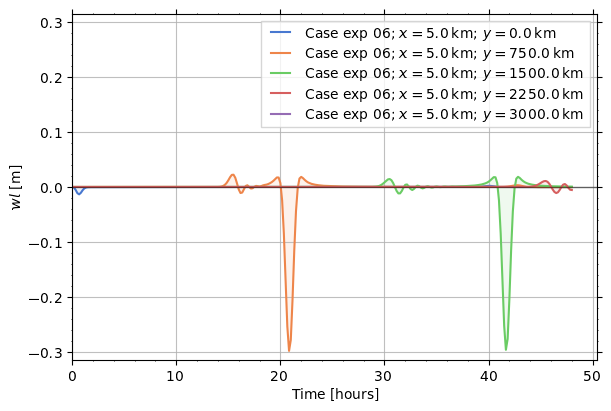 Case exp 06; x = 5.0 km; y = 0.0 km
Case exp 06; x = 5.0 km; y = 750.0 km
Case exp 06; x = 5.0 km; y = 1500.0 km
Case exp 06; x = 5.0 km; y = 2250.0 km
Case exp 06; x = 5.0 km; y = 3000.0 km
wl [m]
0.3
0.2
0.1
0.0
−0.1
−0.2
−0.3
0 10 20 30 40 50
Time [hours]